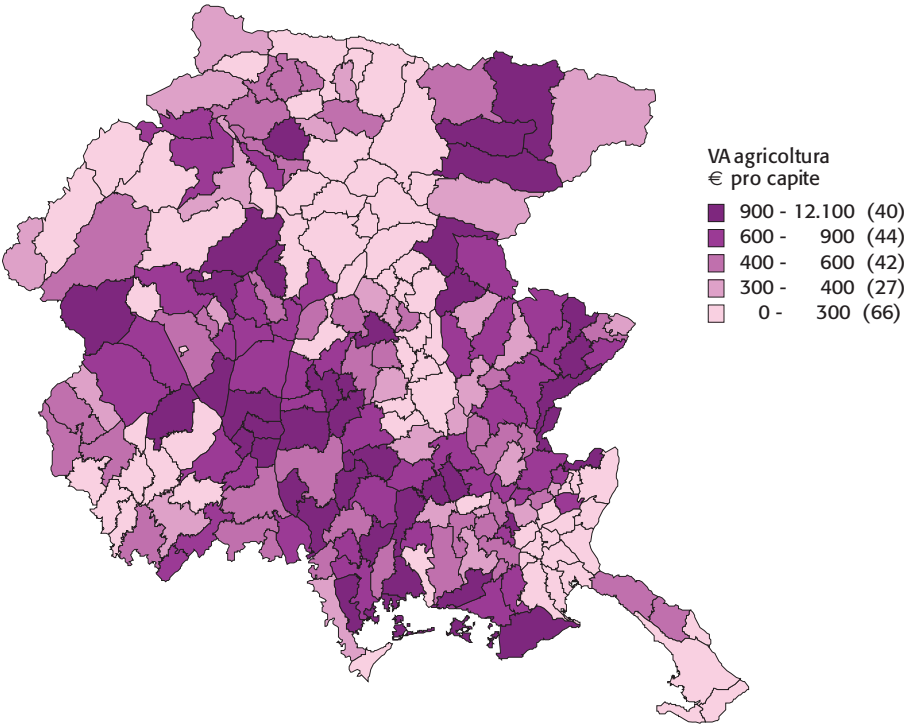 VA agricoltura
€ pro capite
900 - 12.100 (40)
600 - 900 (44)
400 - 600 (42)
300 - 400 (27)
0 - 300 (66)